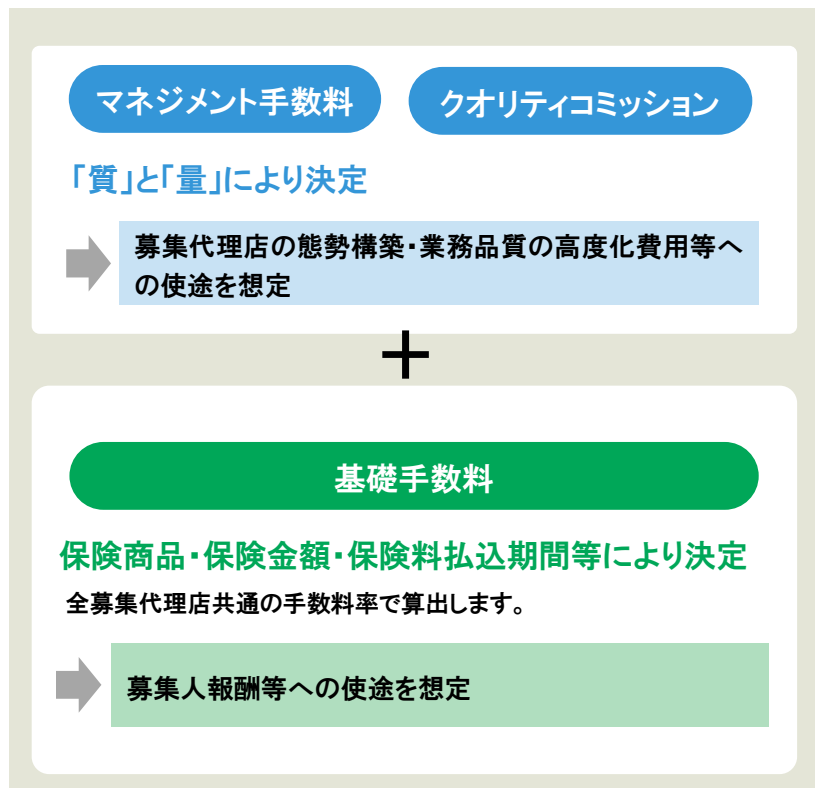 マネジメント手数料
クオリティコミッション
「質」と「量」により決定
募集代理店の態勢構築・業務品質の高度化費用等へ
の使途を想定
＋
基礎手数料
保険商品・保険金額・保険料払込期間等により決定
全募集代理店共通の手数料率で算出します。
募集人報酬等への使途を想定